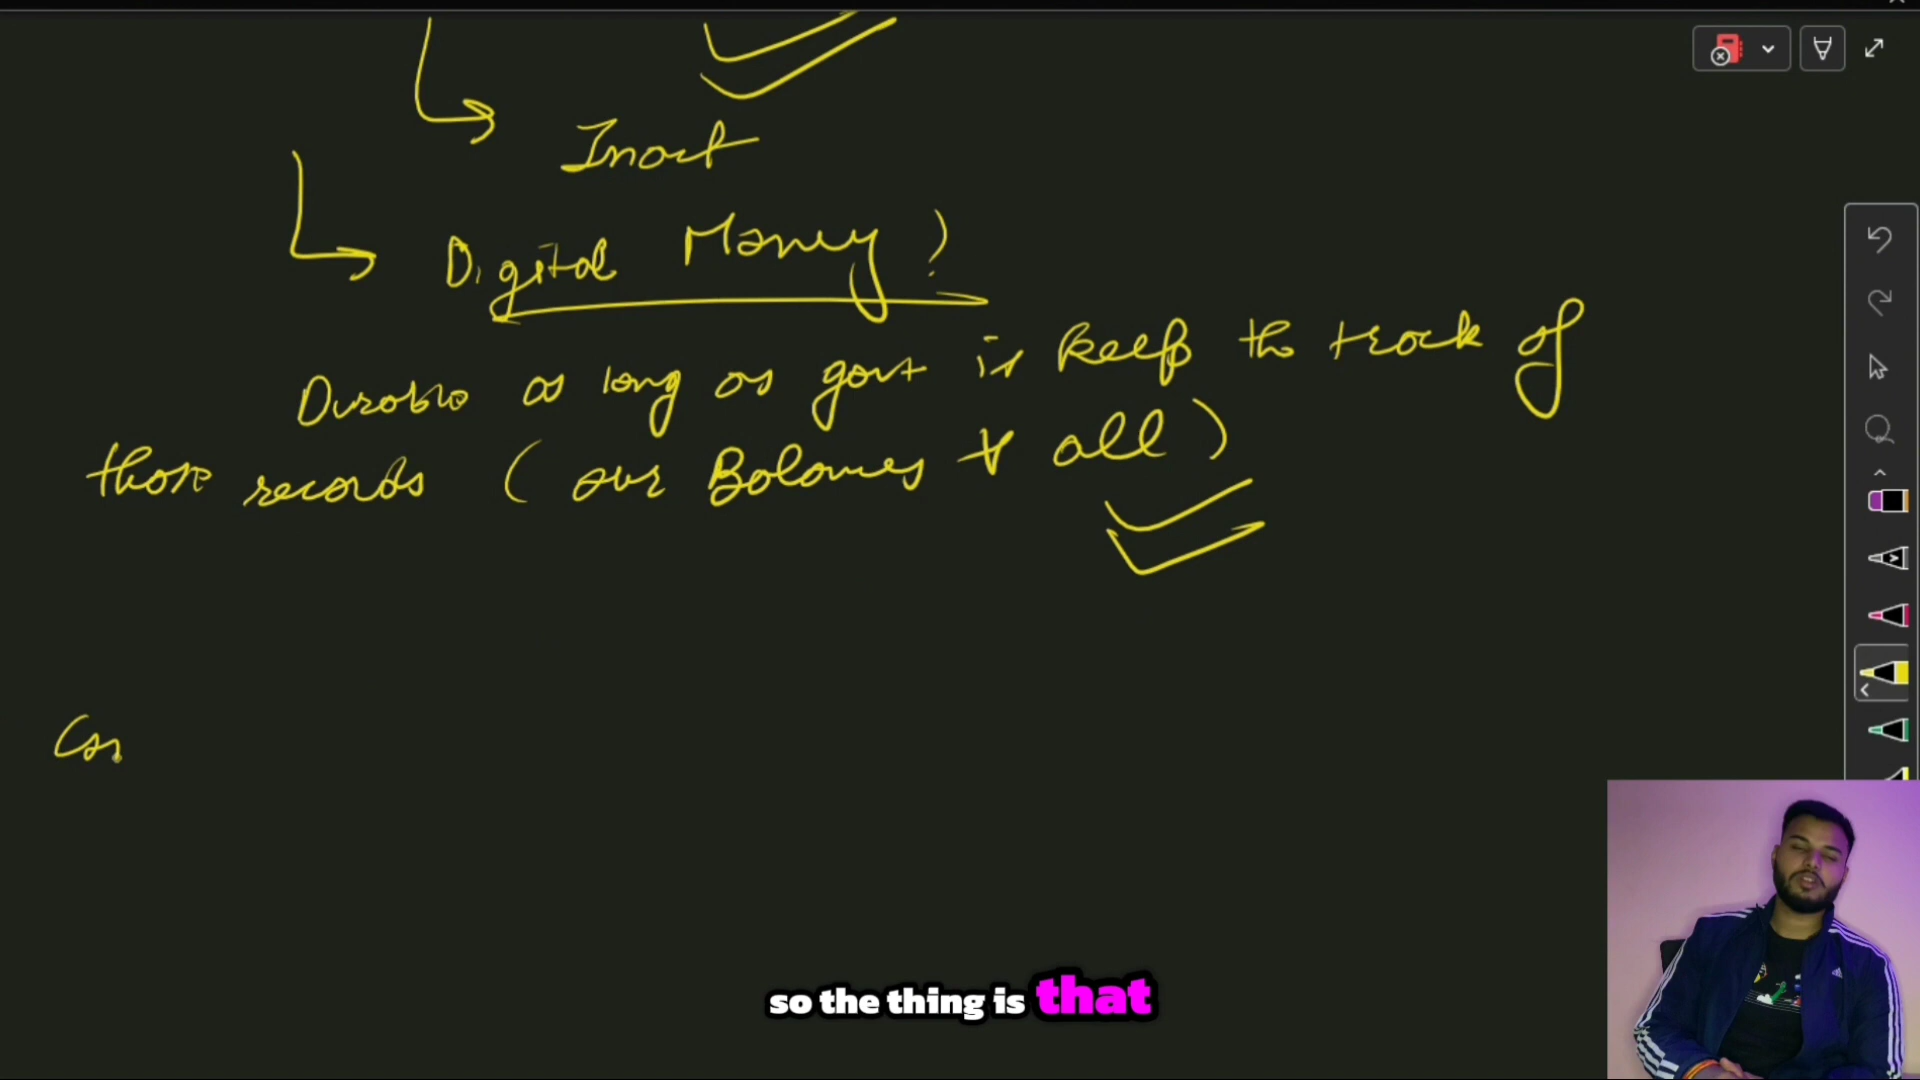 Inact
Digital Money?
Durable as long as govt is keep the track of
those records (our Balances & all)
so the thing is that